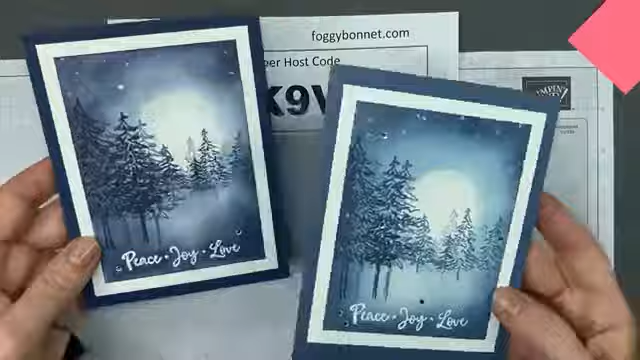 foggybonnet.com
per Host Code
K9V
Peace • Joy • Love
Peace • Joy • Love